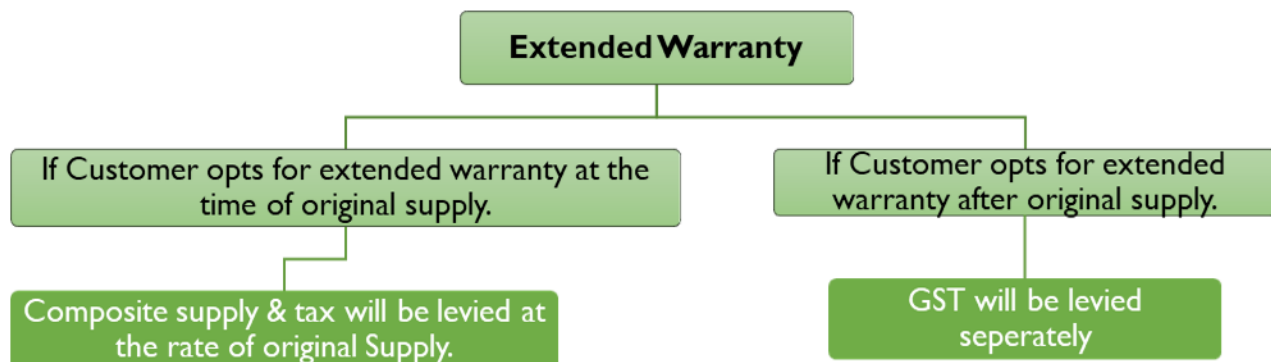 Extended Warranty
If Customer opts for extended warranty at the
time of original supply.
If Customer opts for extended
warranty after original supply.
Composite supply & tax will be levied at
the rate of original Supply.
GST will be levied
seperately